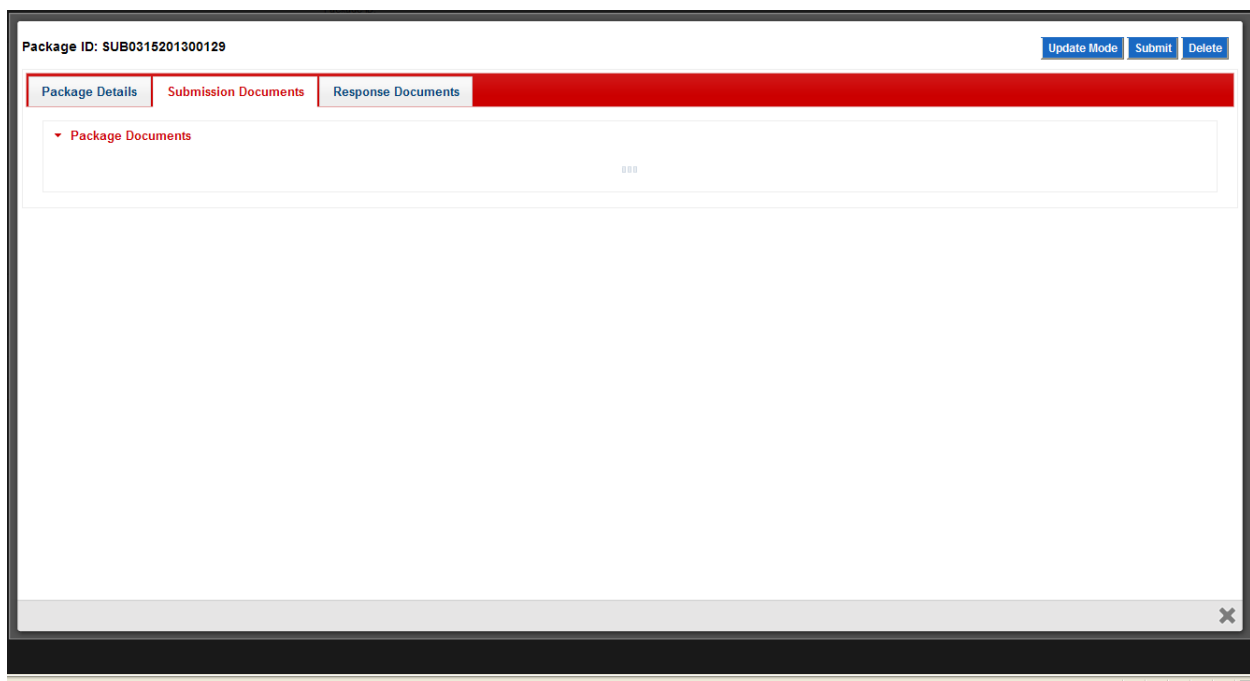 Package ID: SUB0315201300129
Update Mode Submit Delete
Package Details Submission Documents Response Documents
Package Documents